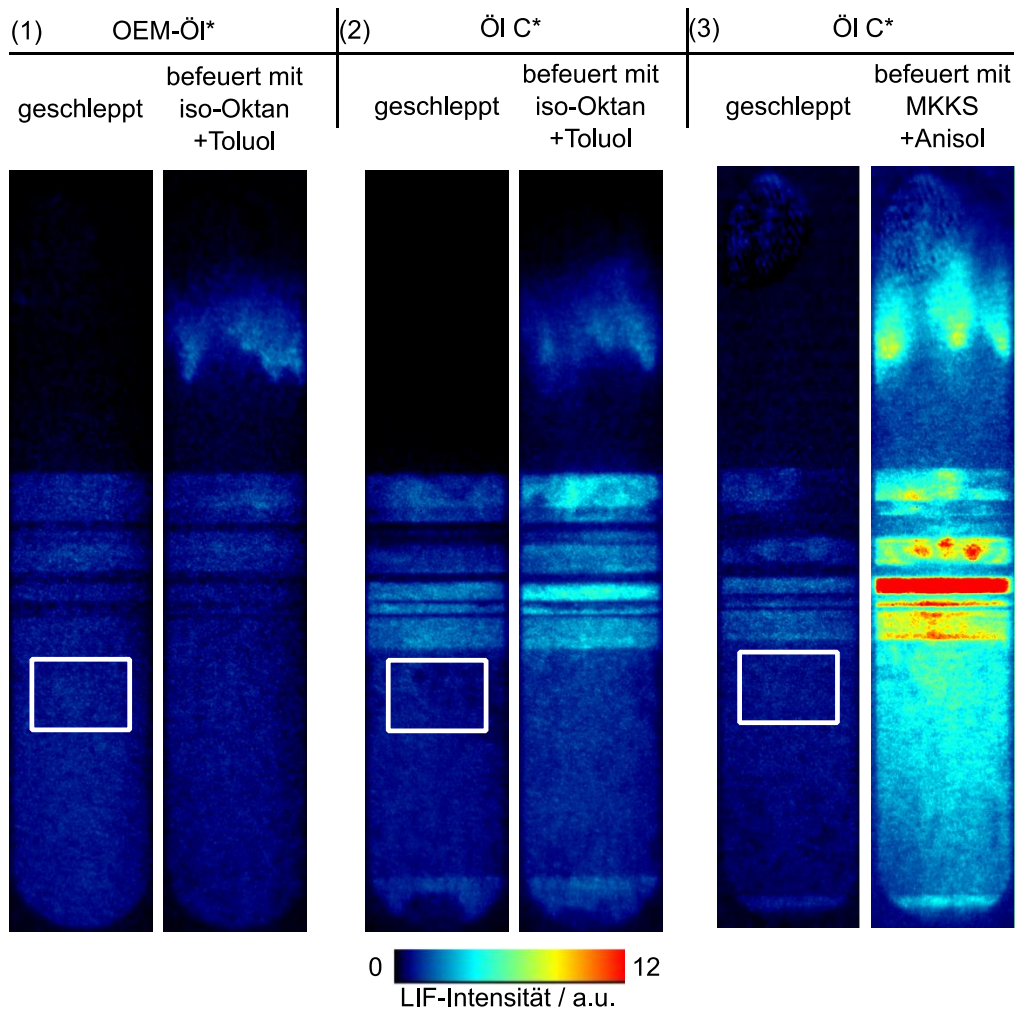 (1) OEM-Öl* (2) Öl C* (3) Öl C*
geschleppt
befeuert mit
iso-Oktan
+Toluol
geschleppt
befeuert mit
iso-Oktan
+Toluol
geschleppt
befeuert mit
MKKS
+Anisol
0 12
LIF-Intensität / a.u.